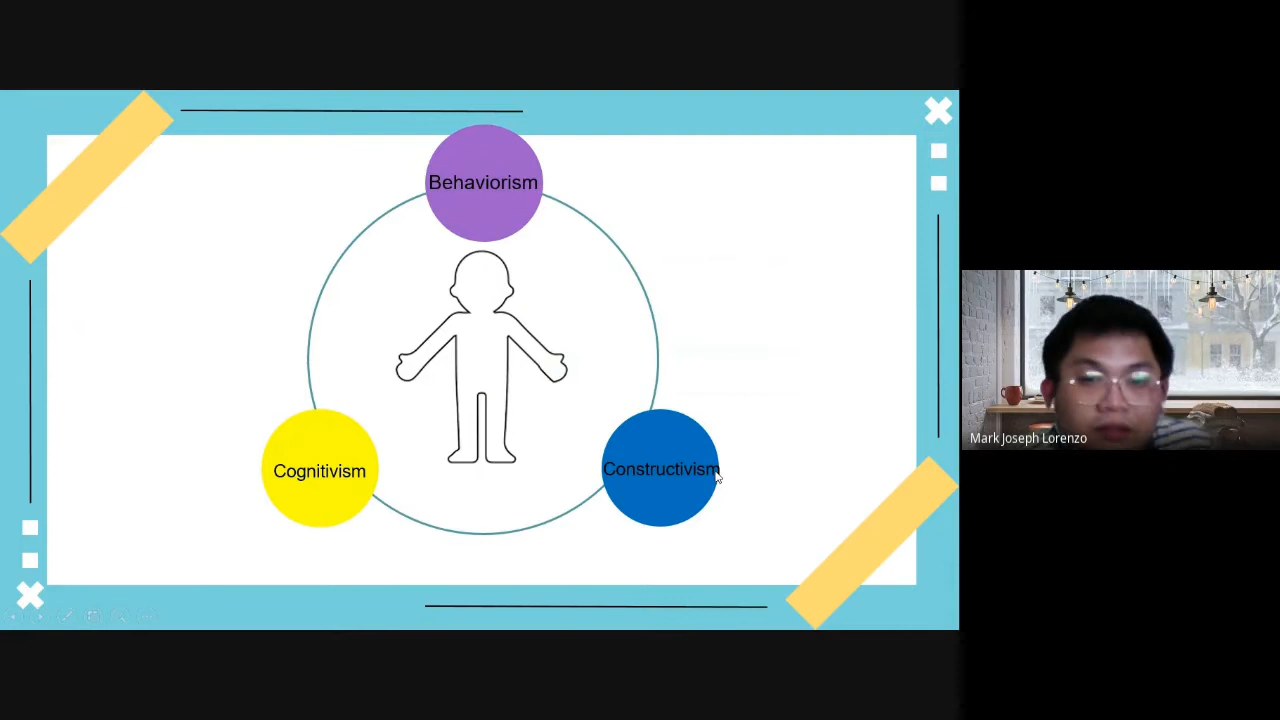 Behaviorism
Cognitivism
Constructivism
Mark Joseph Lorenzo